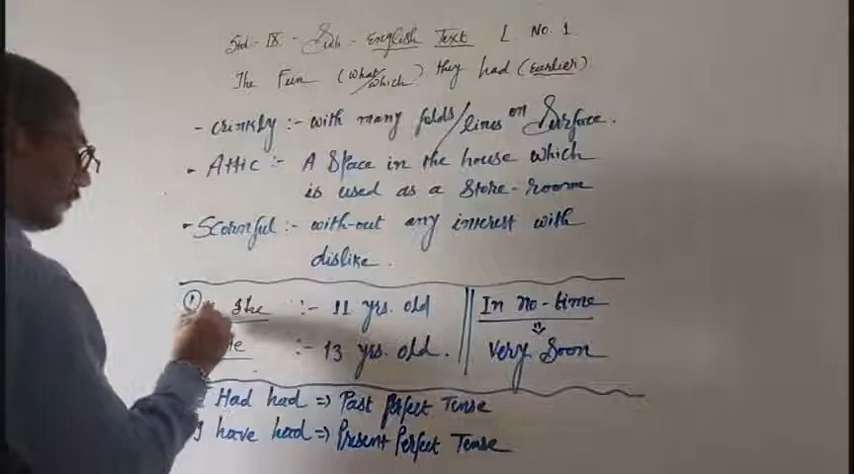 Std - IX - Sub - English Text L No. 1
The Fun (what/which) they had (Earlier)
- Crinkly :- with many folds/lines on Surface.
- Attic :- A Space in the house which
is used as a Store-room
- Scornful :- with-out any interest with
dislike.
① she :- 11 yrs. old
:- 13 yrs. old.
In no-time
⇓
very Soon
Had had => Past perfect Tense
have had => Present Perfect Tense